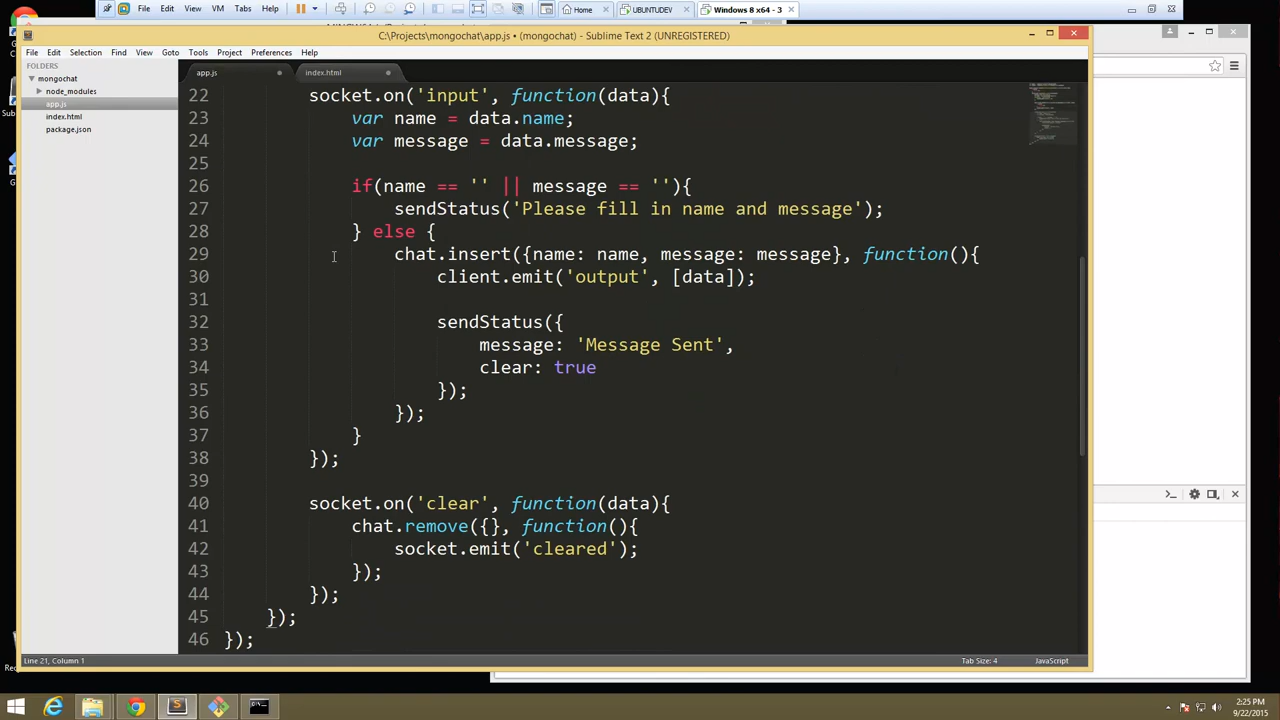 File Edit View VM Tabs Help
Home
UBUNTUDEV
Windows 8 x64 - 3
C:\Projects\mongochat\app.js • (mongochat) - Sublime Text 2 (UNREGISTERED)
File Edit Selection Find View Goto Tools Project Preferences Help
FOLDERS
mongochat
node_modules
app.js
index.html
package.json
app.js
index.html
22 socket.on('input', function(data){
23 var name = data.name;
24 var message = data.message;
25
26 if(name == '' || message == ''){
27 sendStatus('Please fill in name and message');
28 } else {
29 chat.insert({name: name, message: message}, function(){
30 client.emit('output', [data]);
31
32 sendStatus({
33 message: 'Message Sent',
34 clear: true
35 });
36 });
37 }
38 });
39
40 socket.on('clear', function(data){
41 chat.remove({}, function(){
42 socket.emit('cleared');
43 });
44 });
45 });
46 });
Line 21, Column 1
Tab Size: 4
JavaScript
2:25 PM
9/22/2015